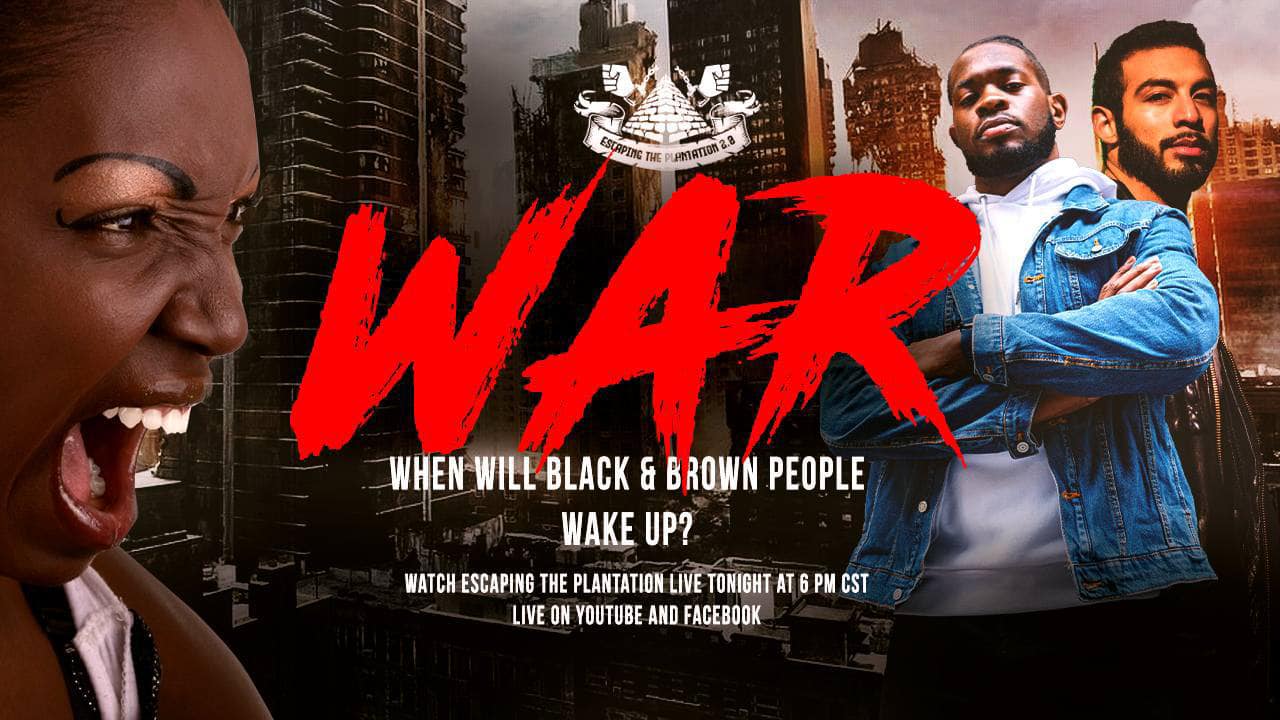 ESCAPING THE PLANTATION 2.0
WAR
WHEN WILL BLACK & BROWN PEOPLE
WAKE UP?
WATCH ESCAPING THE PLANTATION LIVE TONIGHT AT 6 PM CST
LIVE ON YOUTUBE AND FACEBOOK